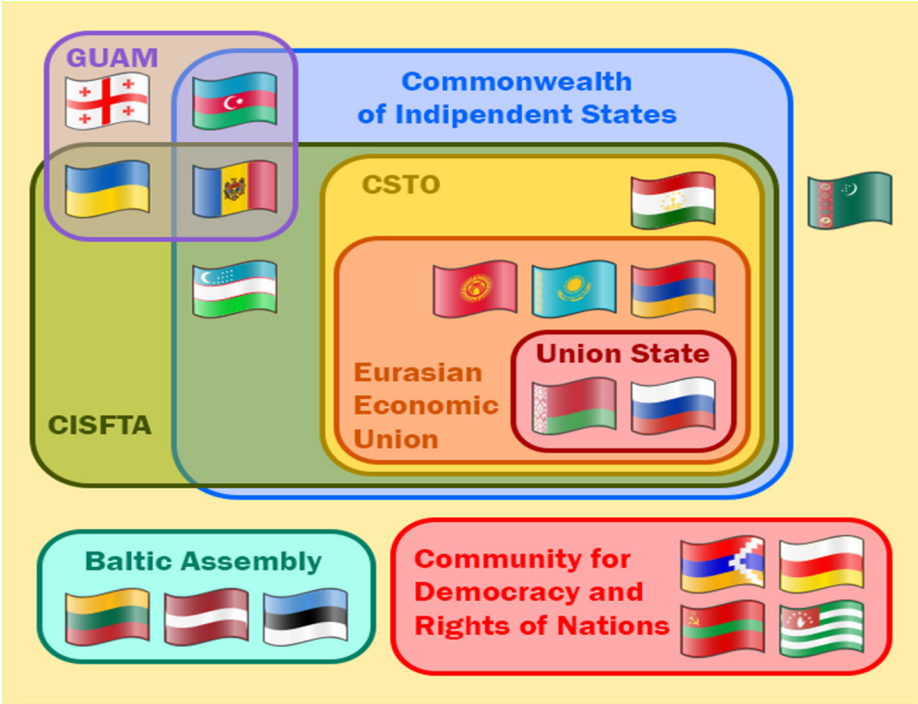 GUAM
Commonwealth
of Indipendent States
CSTO
Union State
Eurasian
Economic
Union
CISFTA
Baltic Assembly
Community for
Democracy and
Rights of Nations